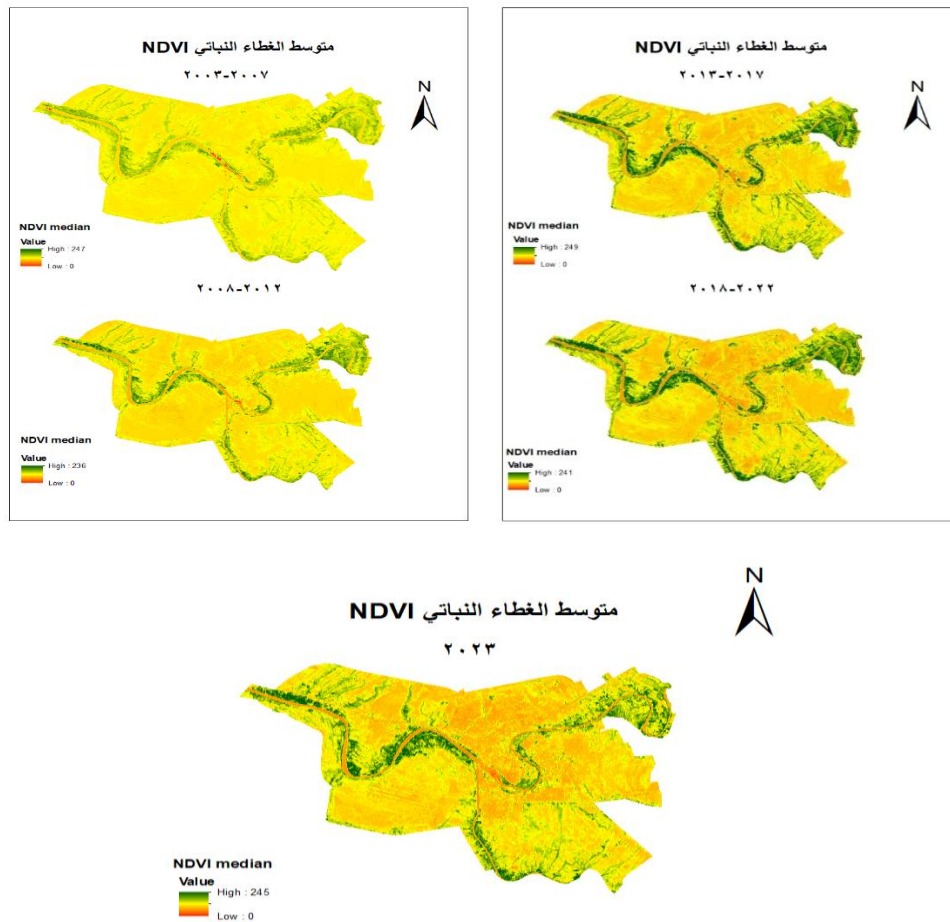 متوسط الغطاء النباتي NDVI
٢٠٠٣-٢٠٠٧
N
NDVI median
Value
High : 247
Low : 0
٢٠٠٨-٢٠١٢
NDVI median
Value
High : 236
Low : 0
متوسط الغطاء النباتي NDVI
٢٠١٣-٢٠١٧
N
NDVI median
Value
High : 249
Low : 0
٢٠١٨-٢٠٢٢
NDVI median
Value
High : 241
Low : 0
متوسط الغطاء النباتي NDVI
٢٠٢٣
N
NDVI median
Value
High : 245
Low : 0